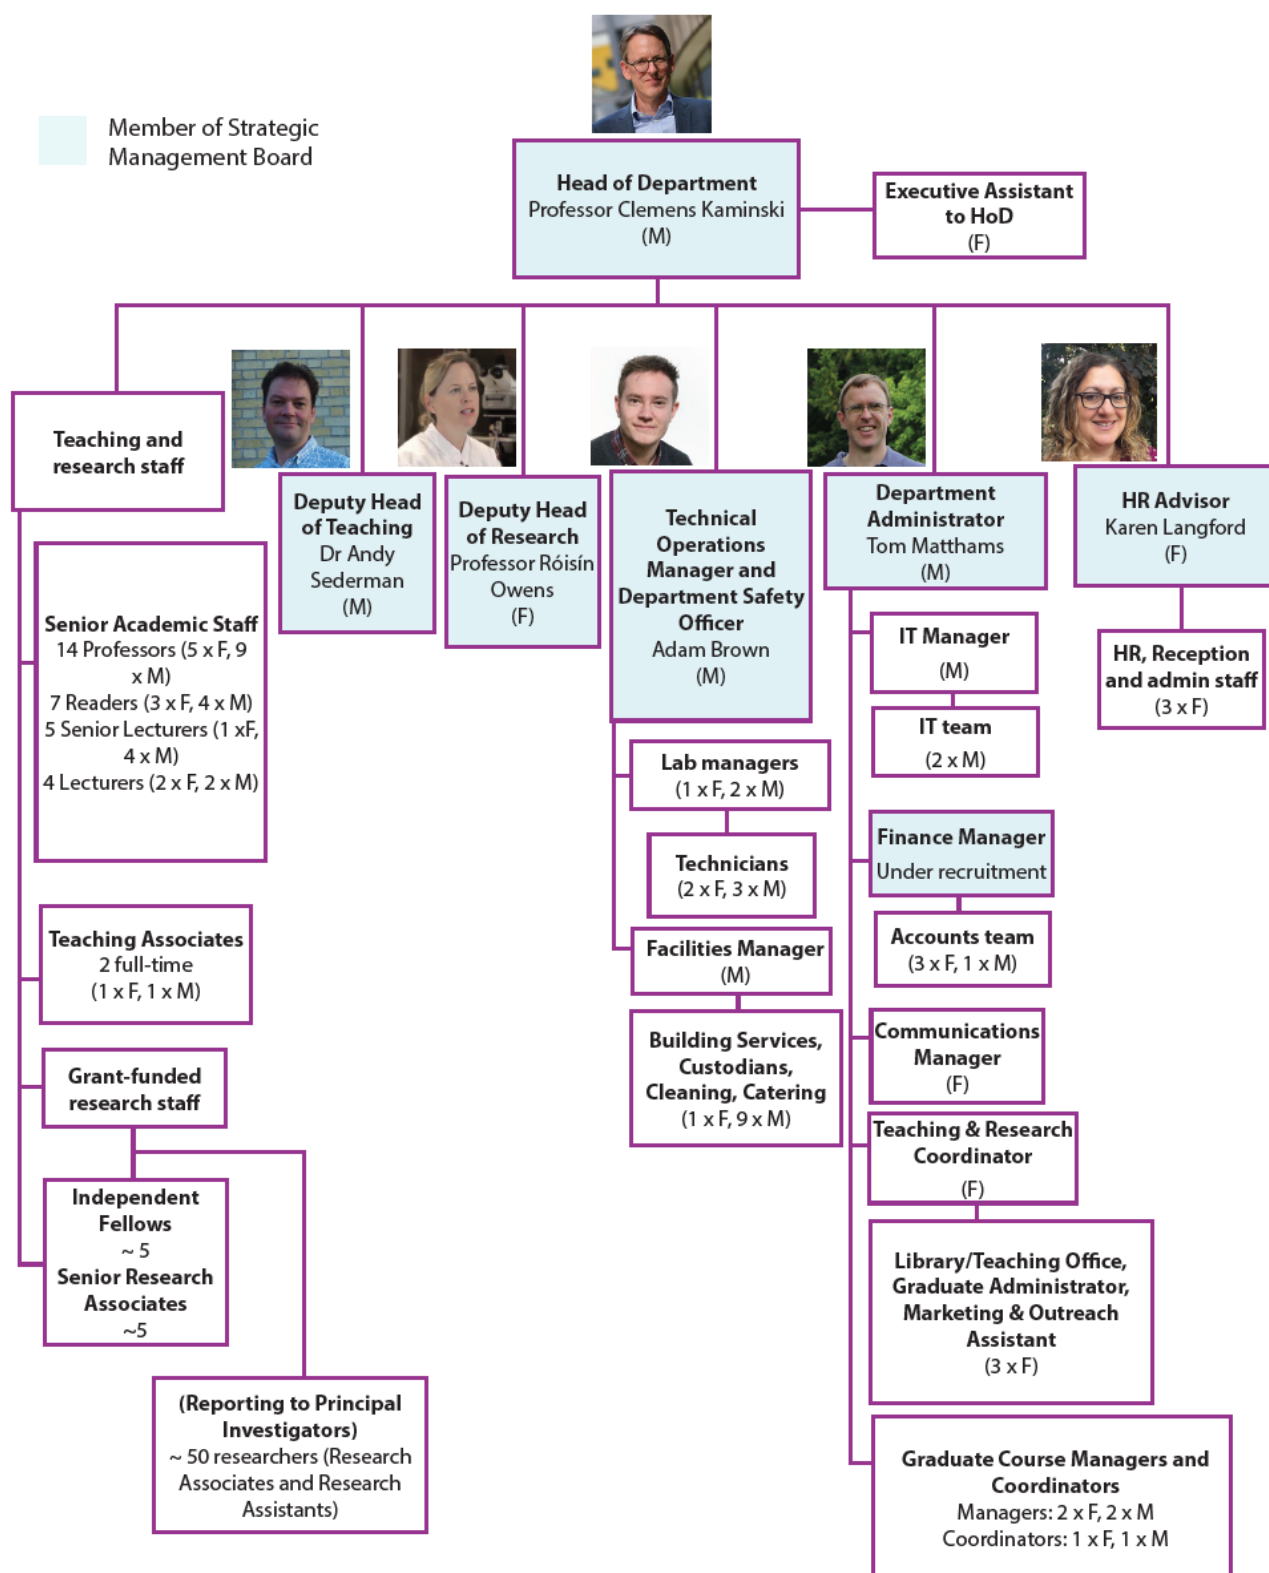 Member of Strategic
Management Board
Head of Department
Professor Clemens Kaminski
(M)
Executive Assistant
to HoD
(F)
Teaching and
research staff
Deputy Head
of Teaching
Dr Andy
Sederman
(M)
Deputy Head
of Research
Professor Róisín
Owens
(F)
Technical
Operations
Manager and
Department Safety
Officer
Adam Brown
(M)
Department
Administrator
Tom Matthams
(M)
HR Advisor
Karen Langford
(F)
Senior Academic Staff
14 Professors (5 x F, 9
x M)
7 Readers (3 x F, 4 x M)
5 Senior Lecturers (1 xF,
4 x M)
4 Lecturers (2 x F, 2 x M)
Teaching Associates
2 full-time
(1 x F, 1 x M)
Grant-funded
research staff
Independent
Fellows
~ 5
Senior Research
Associates
~5
(Reporting to Principal
Investigators)
~ 50 researchers (Research
Associates and Research
Assistants)
Lab managers
(1 x F, 2 x M)
Technicians
(2 x F, 3 x M)
Facilities Manager
(M)
Building Services,
Custodians,
Cleaning, Catering
(1 x F, 9 x M)
IT Manager
(M)
IT team
(2 x M)
Finance Manager
Under recruitment
Accounts team
(3 x F, 1 x M)
Communications
Manager
(F)
Teaching & Research
Coordinator
(F)
Library/Teaching Office,
Graduate Administrator,
Marketing & Outreach
Assistant
(3 x F)
Graduate Course Managers and
Coordinators
Managers: 2 x F, 2 x M
Coordinators: 1 x F, 1 x M
HR, Reception
and admin staff
(3 x F)